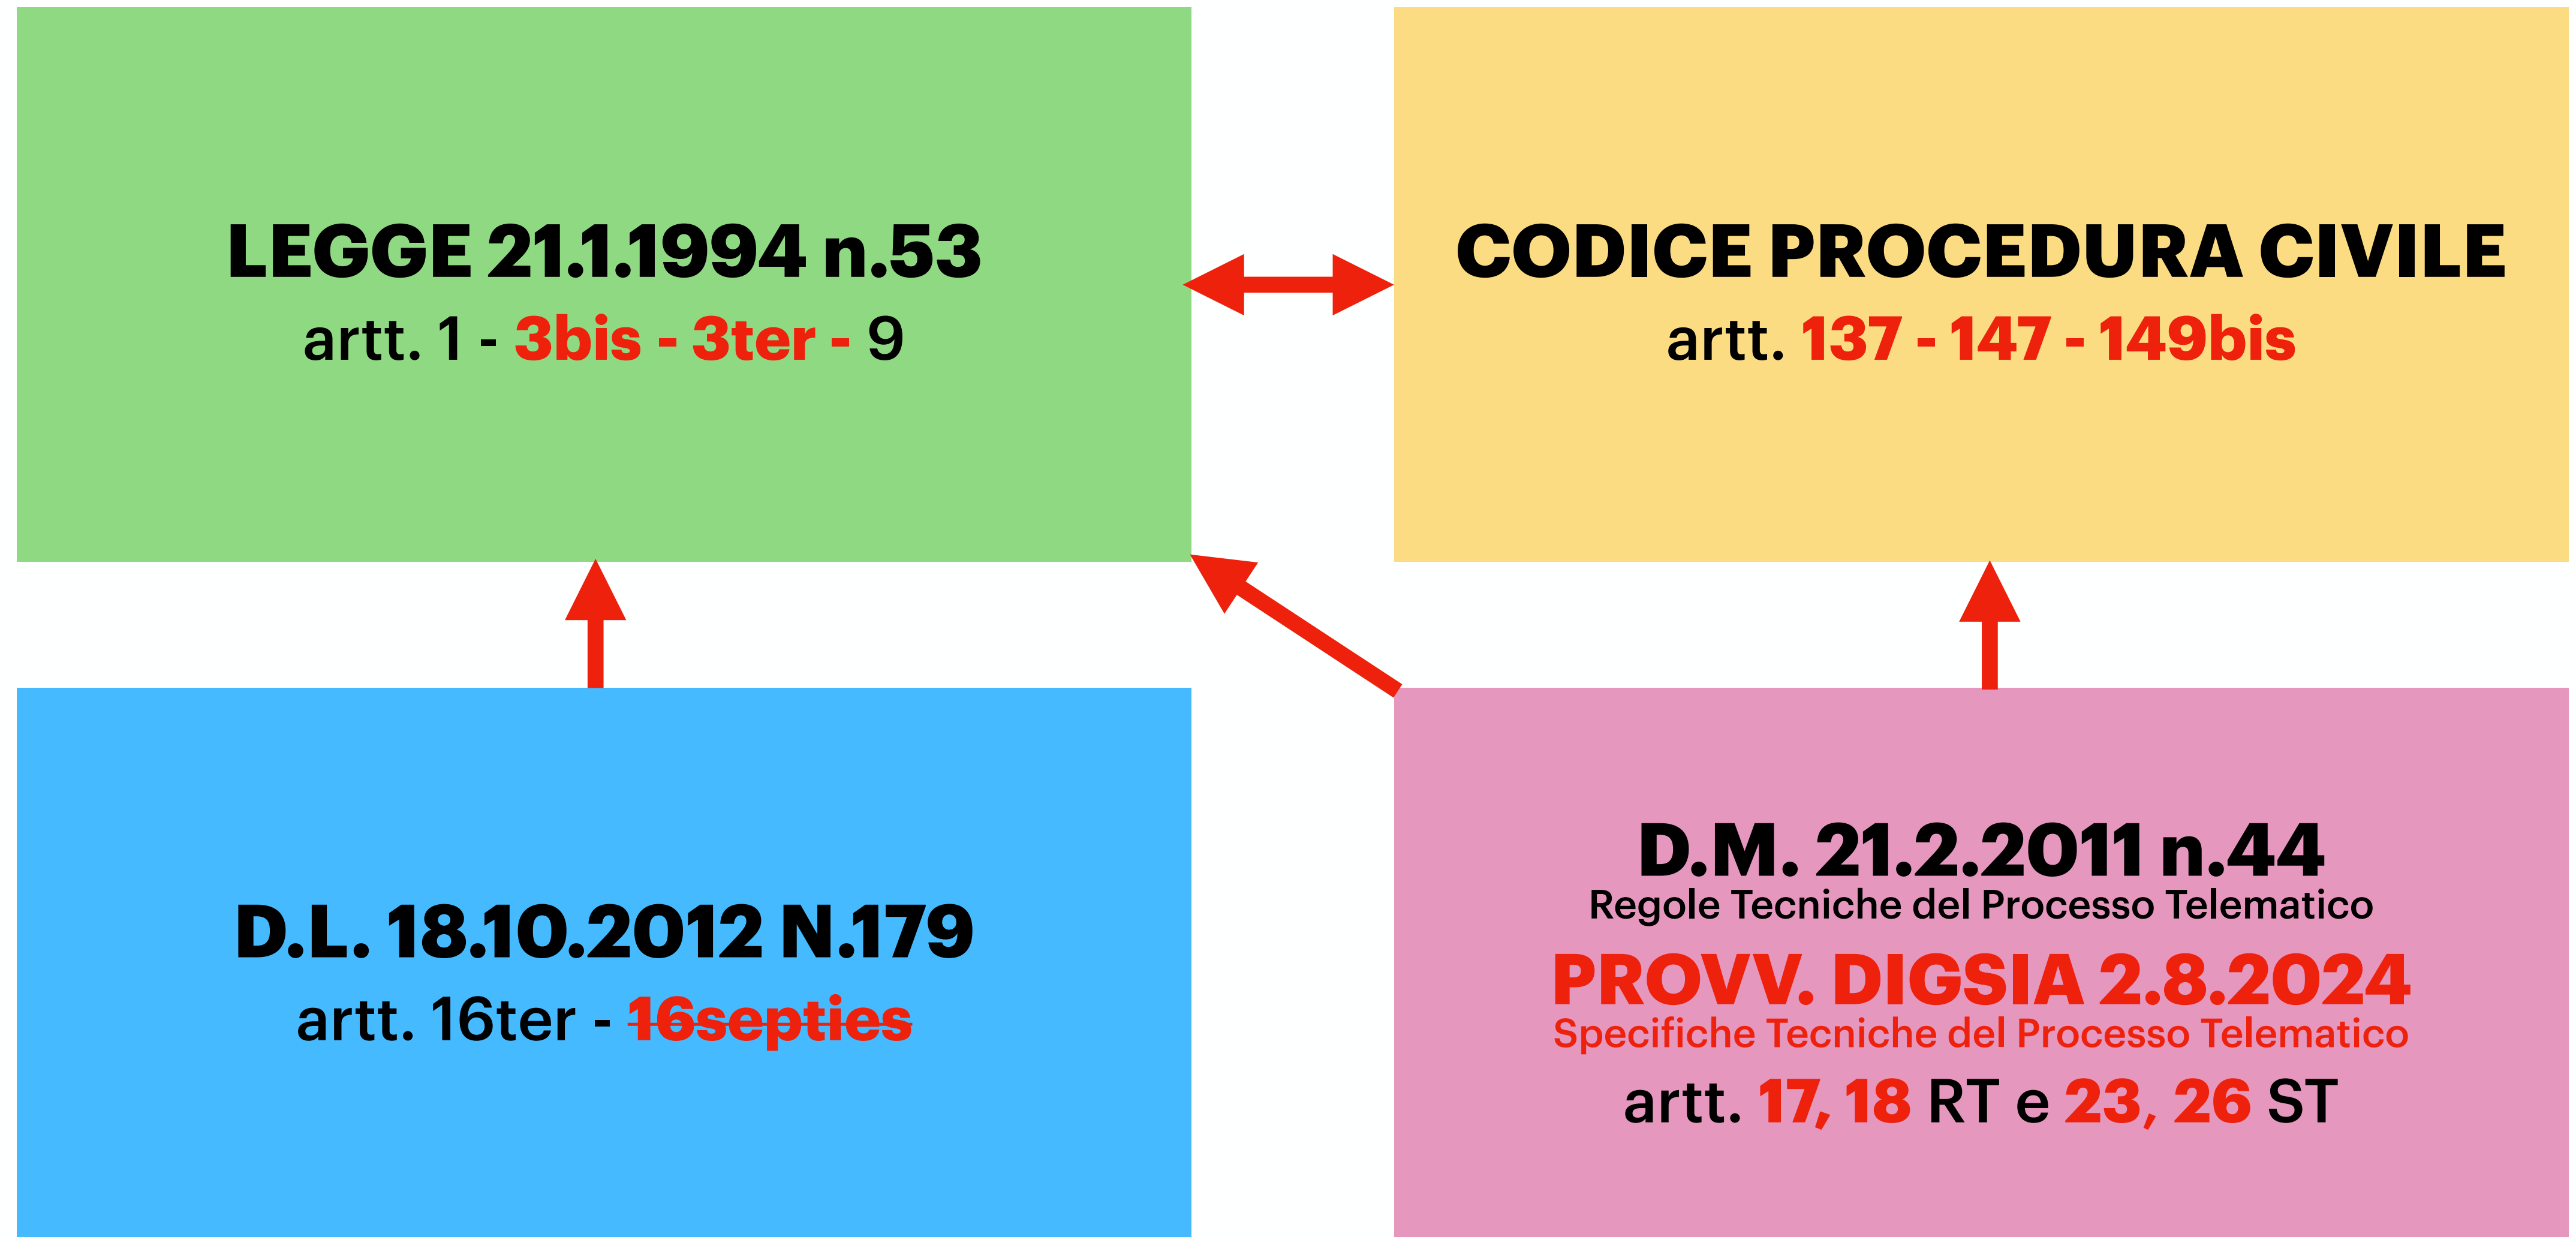 LEGGE 21.1.1994 n.53
artt. 1 - 3bis - 3ter - 9
CODICE PROCEDURA CIVILE
artt. 137 - 147 - 149bis
D.L. 18.10.2012 N.179
artt. 16ter - 16septies
D.M. 21.2.2011 n.44
Regole Tecniche del Processo Telematico
PROVV. DIGSIA 2.8.2024
Specifiche Tecniche del Processo Telematico
artt. 17, 18 RT e 23, 26 ST